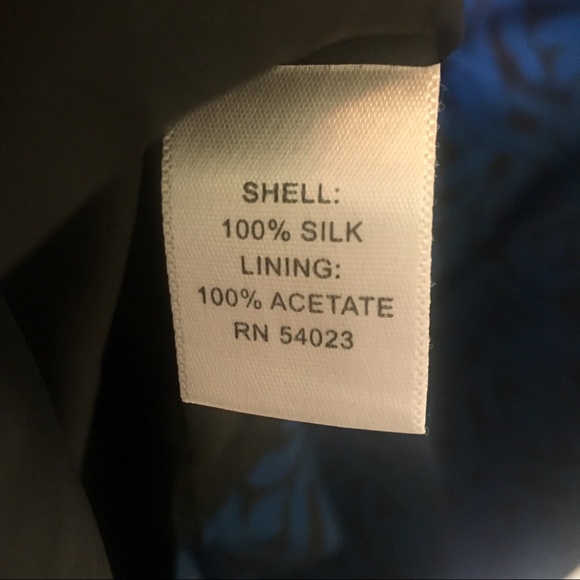 SHELL:
100% SILK
LINING:
100% ACETATE
RN 54023